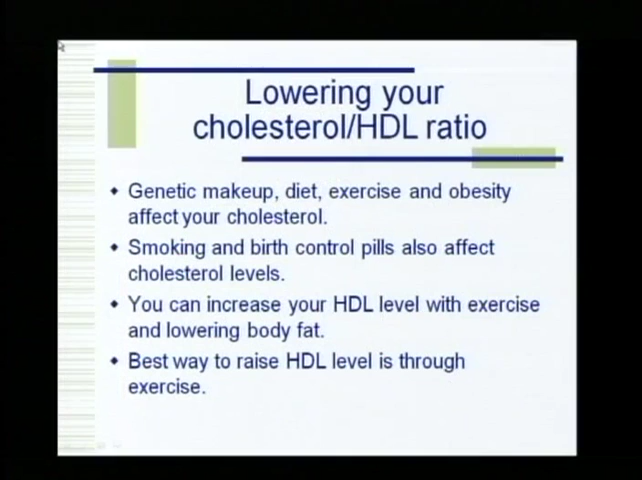 Lowering your
cholesterol/HDL ratio
Genetic makeup, diet, exercise and obesity
affect your cholesterol.
Smoking and birth control pills also affect
cholesterol levels.
You can increase your HDL level with exercise
and lowering body fat.
Best way to raise HDL level is through
exercise.